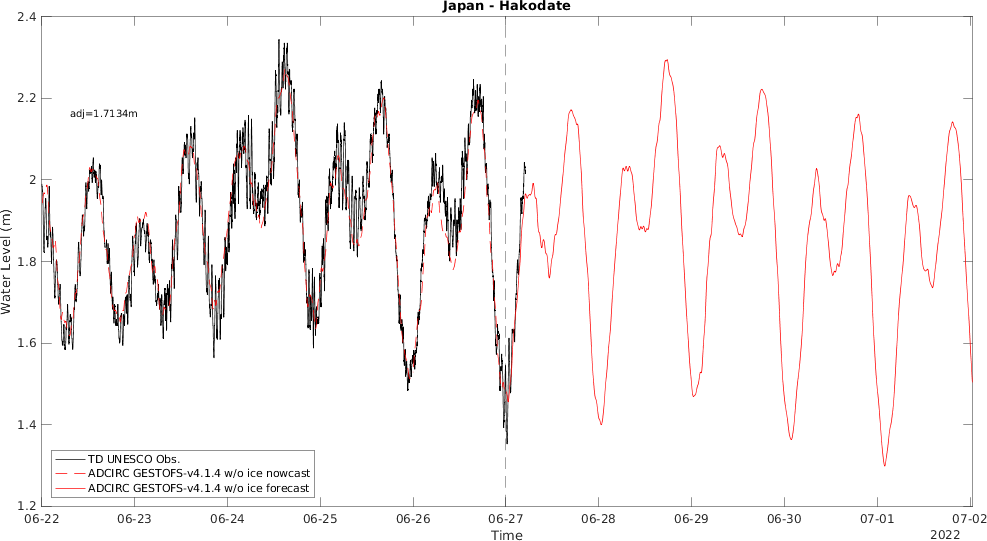 Japan - Hakodate
2.4
2.2
2
1.8
1.6
1.4
1.2
Water Level (m)
adj=1.7134m
TD UNESCO Obs.
ADCIRC GESTOFS-v4.1.4 w/o ice nowcast
ADCIRC GESTOFS-v4.1.4 w/o ice forecast
06-22 06-23 06-24 06-25 06-26 06-27 06-28 06-29 06-30 07-01 07-02
Time
2022